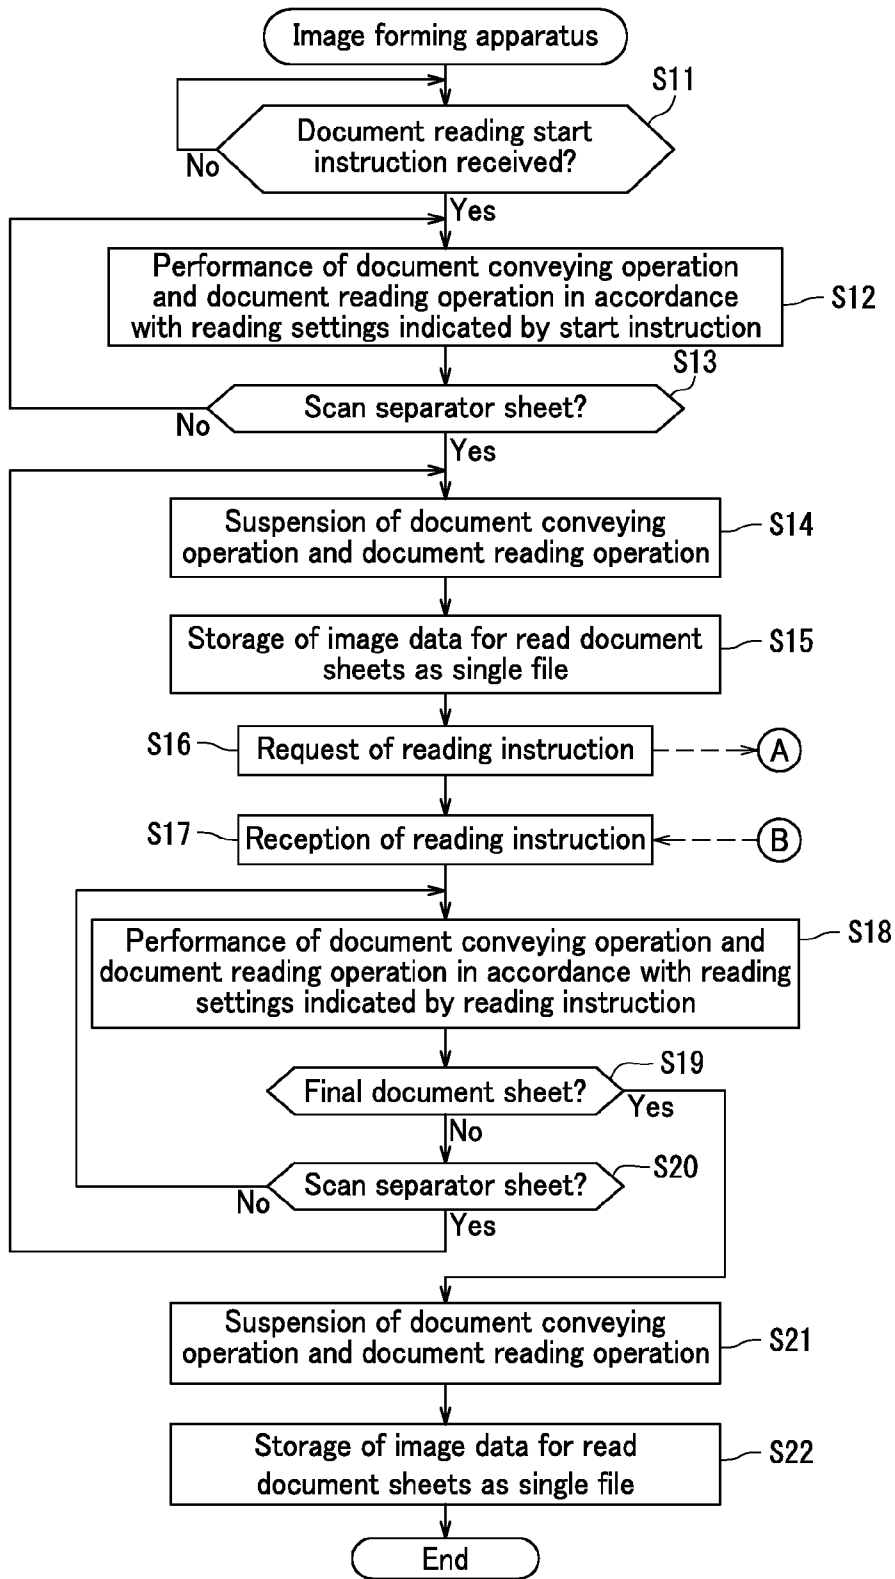 Image forming apparatus
S11
Document reading start
instruction received?
No
Yes
Performance of document conveying operation
and document reading operation in accordance
with reading settings indicated by start instruction
S12
S13
Scan separator sheet?
No
Yes
Suspension of document conveying
operation and document reading operation
S14
Storage of image data for read document
sheets as single file
S15
S16
Request of reading instruction
A
S17
Reception of reading instruction
B
Performance of document conveying operation and
document reading operation in accordance with reading
settings indicated by reading instruction
S18
S19
Final document sheet?
Yes
No
S20
Scan separator sheet?
No
Yes
Suspension of document conveying
operation and document reading operation
S21
Storage of image data for read
document sheets as single file
S22
End